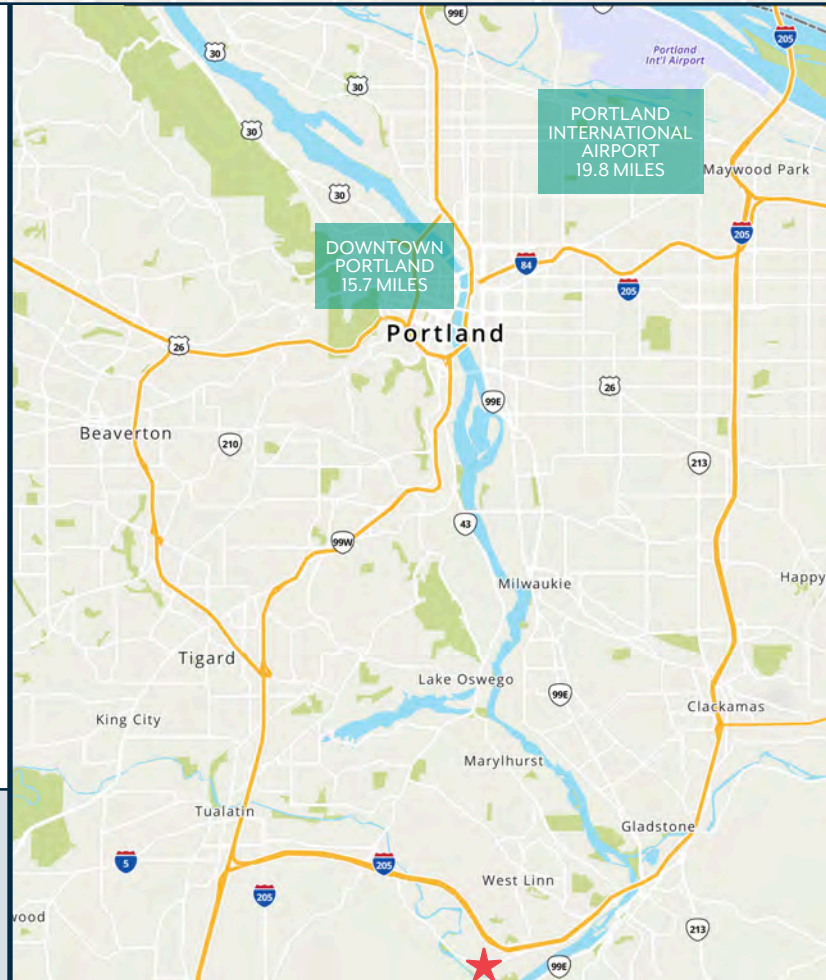 99E
205
30
Portland
Int'l Airport
30
PORTLAND
INTERNATIONAL
AIRPORT
19.8 MILES
30
Maywood Park
30
205
DOWNTOWN
PORTLAND
15.7 MILES
84
205
Portland
26
26
99E
Beaverton
210
213
43
99W
Milwaukie
Happy
Tigard
Lake Oswego
99E
King City
Clackamas
Marylhurst
Tualatin
Gladstone
5
205
West Linn
205
wood
213
99E